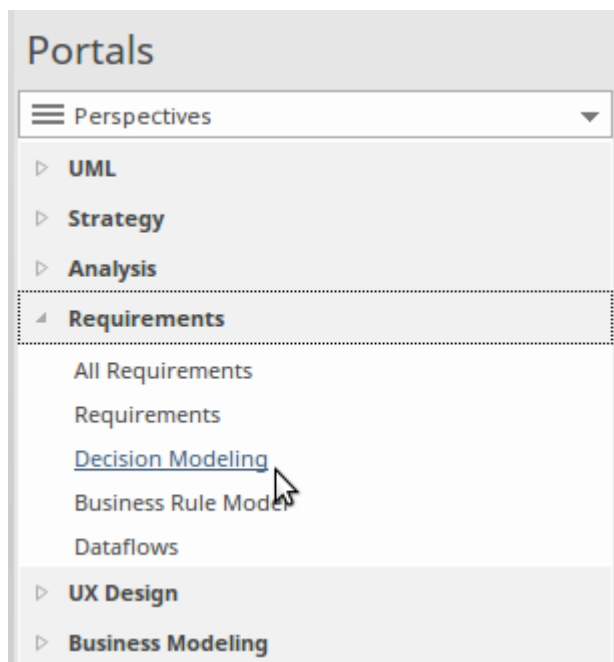 Portals
Perspectives
UML
Strategy
Analysis
Requirements
All Requirements
Requirements
Decision Modeling
Business Rule Model
Dataflows
UX Design
Business Modeling